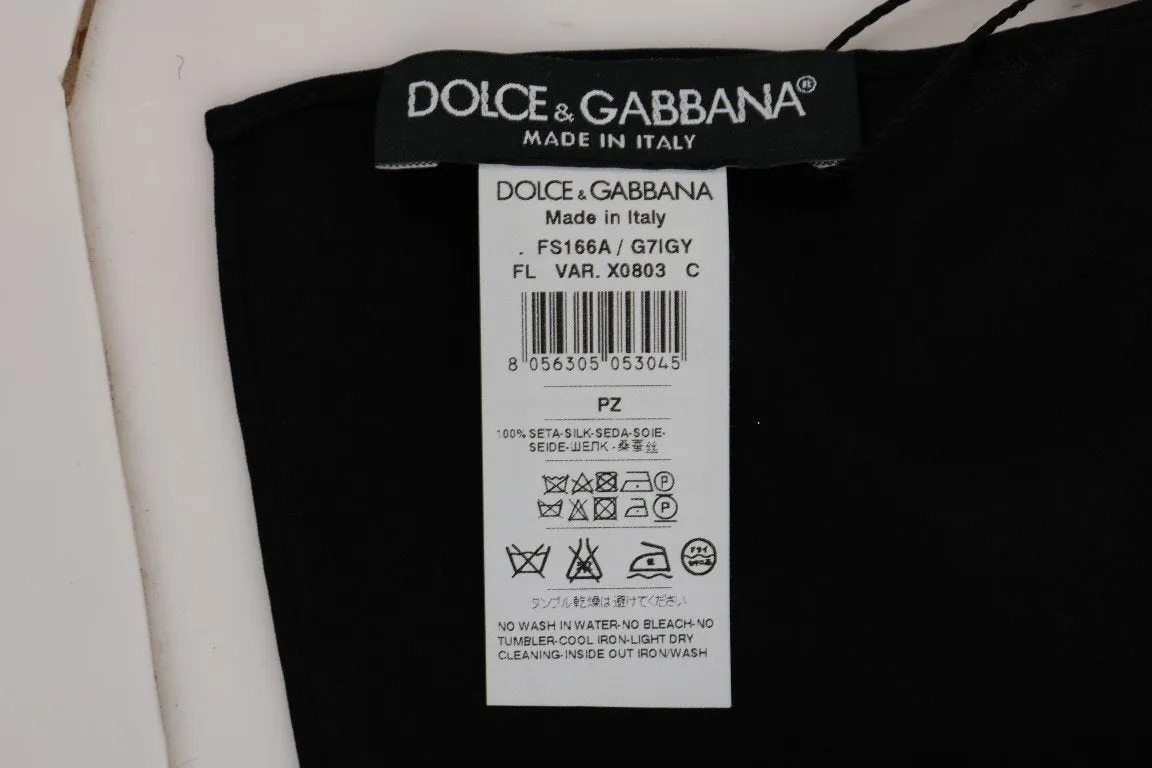 DOLCE & GABBANA®
MADE IN ITALY
DOLCE & GABBANA
Made in Italy
. FS166A / G7IGY
FL VAR. X0803 C
8 056305 053045
PZ
100% SETA-SILK-SEDA-SOIE-
SEIDE-ШЕЛК-桑蚕丝
P
P
ドライ
タンブル乾燥は避けてください
NO WASH IN WATER-NO BLEACH-NO
TUMBLER-COOL IRON-LIGHT DRY
CLEANING-INSIDE OUT IRON/WASH